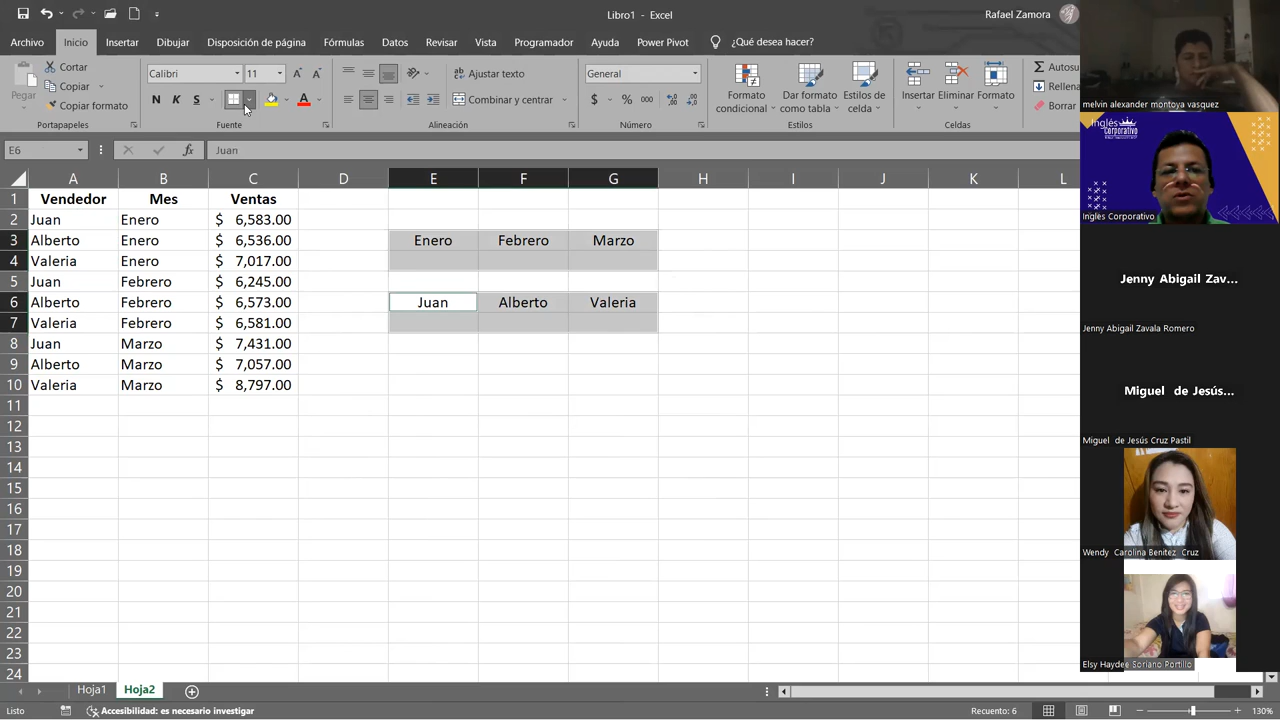 Libro1 - Excel
Rafael Zamora
Archivo Inicio Insertar Dibujar Disposición de página Fórmulas Datos Revisar Vista Programador Ayuda Power Pivot ¿Qué desea hacer?
Pegar
Cortar
Copiar
Copiar formato
Portapapeles
Calibri 11
N K S
Fuente
Ajustar texto
Combinar y centrar
Alineación
General
$ % 000
Número
Formato condicional
Dar formato como tabla
Estilos de celda
Estilos
Insertar Eliminar Formato
Celdas
Autosu
Rellena
Borrar
E6 fx Juan
A B C D E F G H I J K L
1 Vendedor Mes Ventas
2 Juan Enero $ 6,583.00
3 Alberto Enero $ 6,536.00 Enero Febrero Marzo
4 Valeria Enero $ 7,017.00
5 Juan Febrero $ 6,245.00
6 Alberto Febrero $ 6,573.00 Juan Alberto Valeria
7 Valeria Febrero $ 6,581.00
8 Juan Marzo $ 7,431.00
9 Alberto Marzo $ 7,057.00
10 Valeria Marzo $ 8,797.00
11
12
13
14
15
16
17
18
19
20
21
22
23
24
Hoja1 Hoja2
Listo Accesibilidad: es necesario investigar Recuento: 6 130%
melvin alexander montoya vasquez
Inglés Corporativo
Inglés Corporativo
Jenny Abigail Zav...
Jenny Abigail Zavala Romero
Miguel de Jesús...
Miguel de Jesús Cruz Pastil
Wendy Carolina Benitez Cruz
Elsy Haydee Soriano Portillo